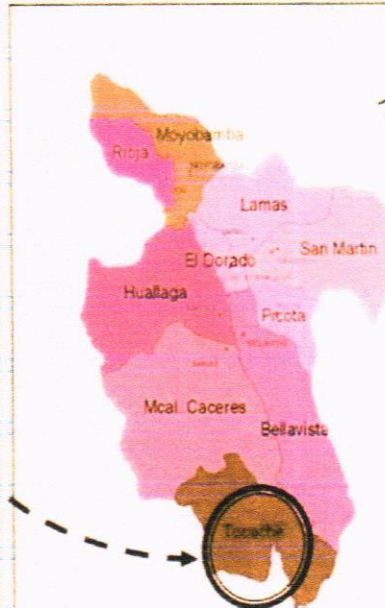 Moyobamba
Rioja
Lamas
San Martin
El Dorado
Huallaga
Picota
Mcal. Caceres
Bellavista
Tocache